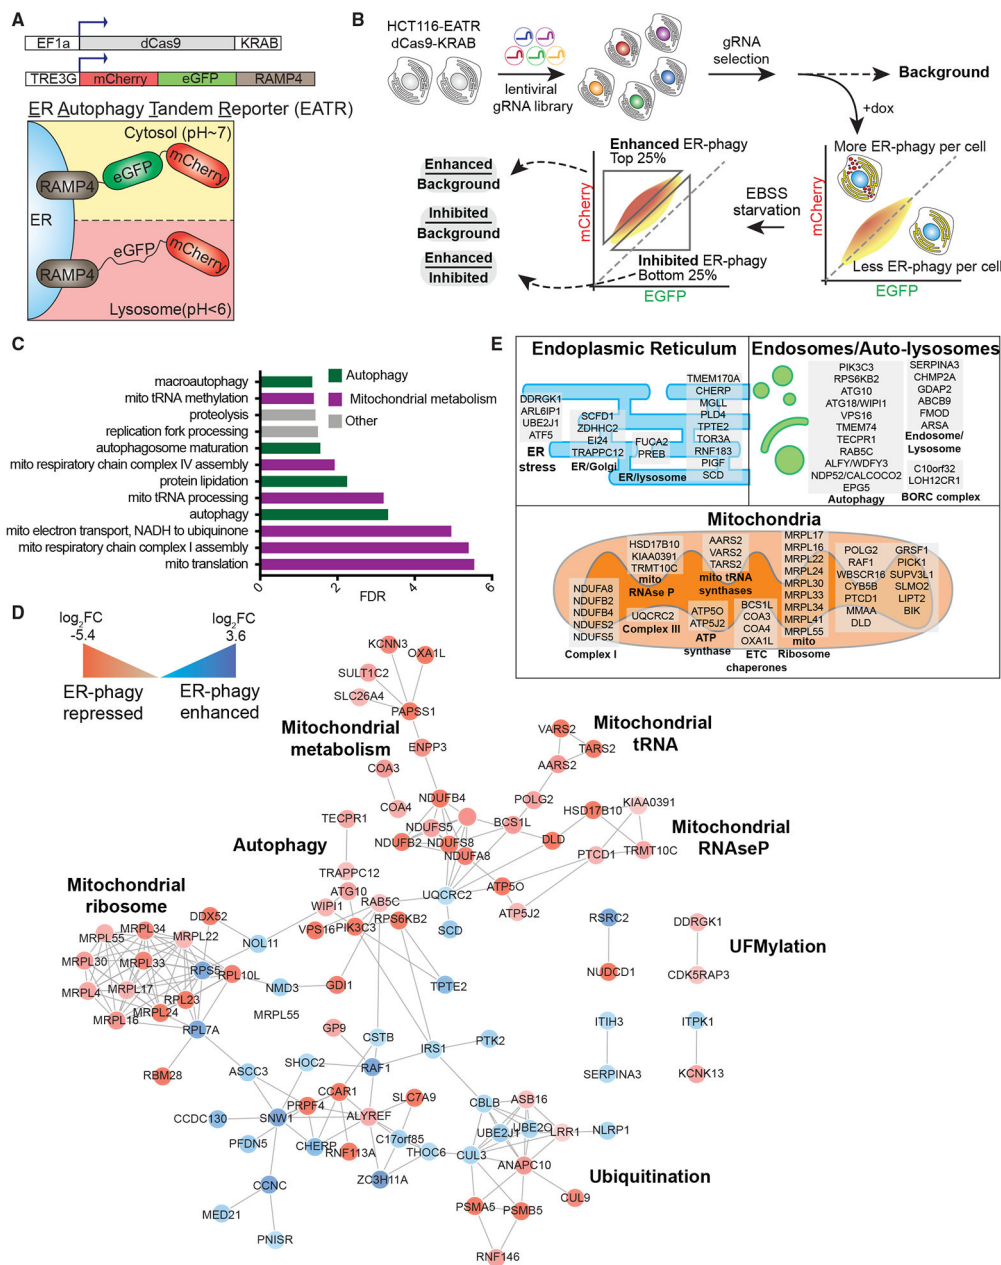 A
EF1a dCas9 KRAB
TRE3G mCherry eGFP RAMP4
ER Autophagy Tandem Reporter (EATR)
Cytosol (pH~7)
RAMP4 eGFP mCherry
ER
RAMP4 eGFP mCherry
Lysosome(pH<6)
B
HCT116-EATR
dCas9-KRAB
lentiviral
gRNA library
gRNA
selection
Background
+dox
More ER-phagy per cell
mCherry
Less ER-phagy per cell
EGFP
EBSS
starvation
Enhanced ER-phagy
Top 25%
mCherry
Inhibited ER-phagy
Bottom 25%
EGFP
Enhanced
Background
Inhibited
Background
Enhanced
Inhibited
C
macroautophagy
mito tRNA methylation
proteolysis
replication fork processing
autophagosome maturation
mito respiratory chain complex IV assembly
protein lipidation
mito tRNA processing
autophagy
mito electron transport, NADH to ubiquinone
mito respiratory chain complex I assembly
mito translation
0 2 4 6
FDR
Autophagy
Mitochondrial metabolism
Other
E
Endoplasmic Reticulum
DDRGK1
ARL6IP1
UBE2J1
ATF5
ER
stress
SCFD1
ZDHHC2
EI24
TRAPPC12
ER/Golgi
FUCA2
PREB
ER/lysosome
TMEM170A
CHERP
MGLL
PLD4
TPTE2
TOR3A
RNF183
PIGF
SCD
Endosomes/Auto-lysosomes
PIK3C3
RPS6KB2
ATG10
ATG18/WIPI1
VPS16
TMEM74
TECPR1
RAB5C
ALFY/WDFY3
NDP52/CALCOCO2
EPG5
Autophagy
SERPINA3
CHMP2A
GDAP2
ABCB9
FMOD
ARSA
Endosome/
Lysosome
C10orf32
LOH12CR1
BORC complex
Mitochondria
NDUFA8
NDUFB2
NDUFB4
NDUFS2
NDUFS5
Complex I
HSD17B10
KIAA0391
TRMT10C
mito
RNAse P
UQCRC2
Complex III
AARS2
VARS2
TARS2
mito tRNA
synthases
ATP5O
ATP5J2
ATP
synthase
BCS1L
COA3
COA4
OXA1L
ETC
chaperones
MRPL17
MRPL16
MRPL22
MRPL24
MRPL30
MRPL33
MRPL34
MRPL41
MRPL55
mito
Ribosome
POLG2
RAF1
WBSCR16
CYB5B
PTCD1
MMAA
DLD
GRSF1
PICK1
SUPV3L1
SLMO2
LIPT2
BIK
D
log2FC
-5.4
log2FC
3.6
ER-phagy
repressed
ER-phagy
enhanced
KCNN3
OXA1L
SULT1C2
SLC26A4
PAPSS1
Mitochondrial
metabolism
ENPP3
COA3
COA4
NDUFB4
NDUFS5
NDUFB2
NDUFS8
NDUFA8
BCS1L
Mitochondrial
tRNA
VARS2
TARS2
AARS2
POLG2
HSD17B10
KIAA0391
DLD
PTCD1
TRMT10C
Mitochondrial
RNAseP
UQCRC2
ATP5O
ATP5J2
SCD
Autophagy
TECPR1
TRAPPC12
ATG10
WIPI1
RAB5C
VPS16
PIK3C3
RPS6KB2
TPTE2
GDI1
NMD3
NOL11
Mitochondrial
ribosome
DDX52
MRPL34
MRPL55
MRPL22
MRPL30
MRPL33
RPS5
RPL10L
MRPL4
MRPL17
RPL23
MRPL24
MRPL16
RPL7A
MRPL55
RBM28
ASCC3
GP9
CSTB
SHOC2
RAF1
IRS1
PTK2
CCAR1
PRPF4
SLC7A9
CCDC130
SNW1
ALYREF
PFDN5
CHERP
RNF113A
C17orf85
THOC6
ZC3H11A
CCNC
MED21
PNISR
CBLB
ASB16
UBE2J1
UBE2O
LRR1
NLRP1
CUL3
ANAPC10
Ubiquitination
CUL9
PSMA5
PSMB5
RNF146
RSRC2
NUDCD1
DDRGK1
CDK5RAP3
UFMylation
ITIH3
SERPINA3
ITPK1
KCNK13